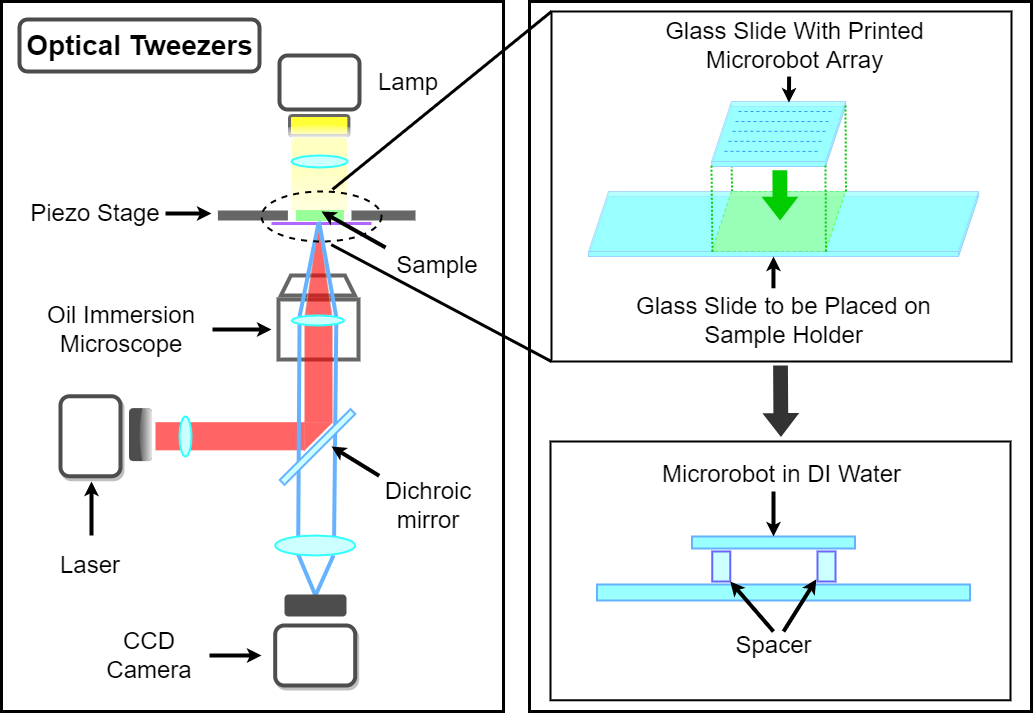 Optical Tweezers
Lamp
Piezo Stage
Sample
Oil Immersion
Microscope
Dichroic
mirror
Laser
CCD
Camera
Glass Slide With Printed
Microrobot Array
Glass Slide to be Placed on
Sample Holder
Microrobot in DI Water
Spacer